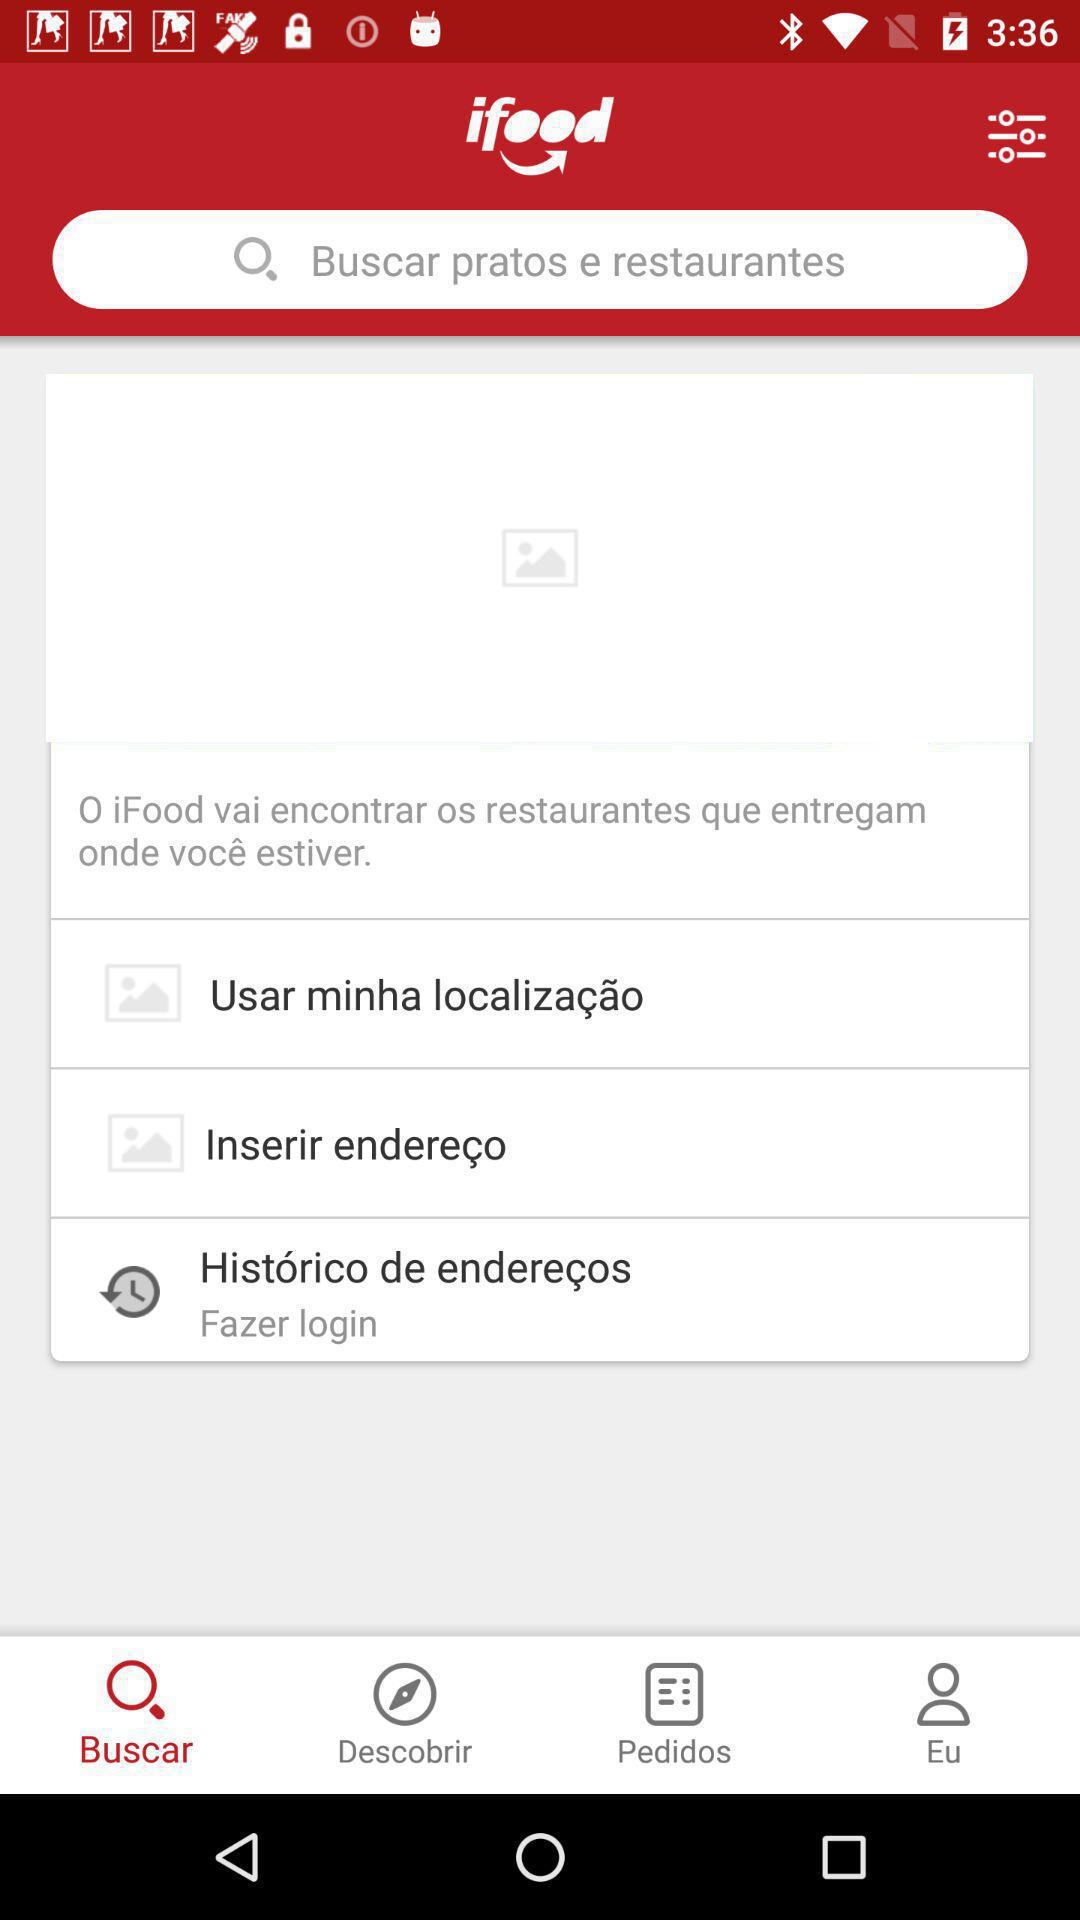 FAKE
3:36
ifood
Buscar pratos e restaurantes
O iFood vai encontrar os restaurantes que entregam
onde você estiver.
Usar minha localização
Inserir endereço
Histórico de endereços
Fazer login
Buscar
Descobrir
Pedidos
Eu